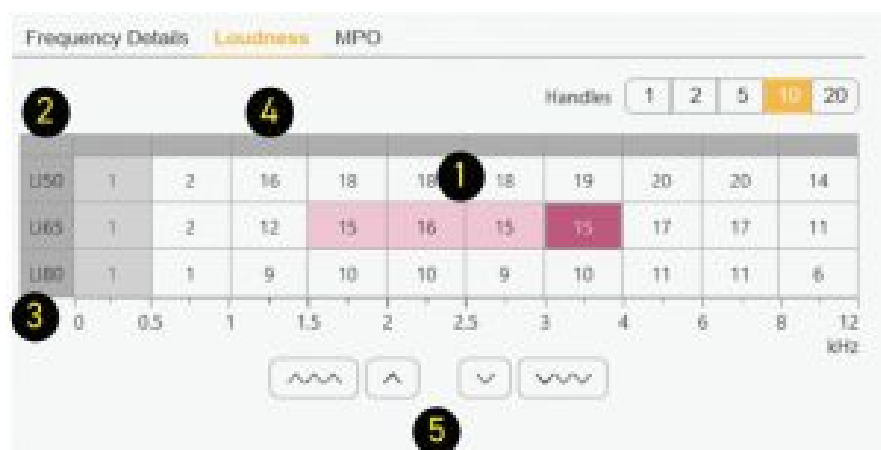 Frequency Details Loudness MPO
Handles 1 2 5 10 20
2 4
1
LI50 1 2 16 18 18 18 19 20 20 14
LI65 1 2 12 15 16 15 15 17 17 11
LI80 1 1 9 10 10 9 10 11 11 6
3 0 0.5 1 1.5 2 2.5 3 4 6 8 12
kHz
5